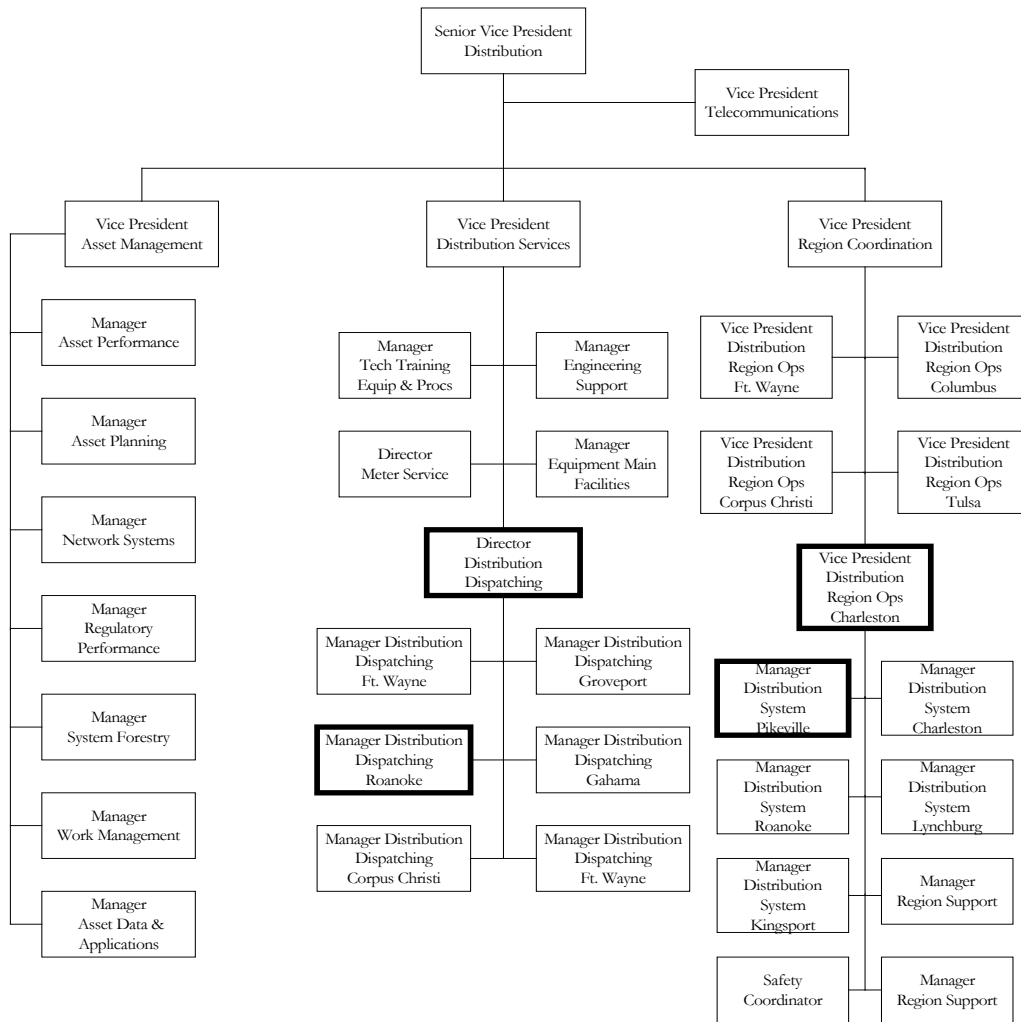 Senior Vice President
Distribution
Vice President
Telecommunications
Vice President
Asset Management
Vice President
Distribution Services
Vice President
Region Coordination
Manager
Asset Performance
Manager
Asset Planning
Manager
Network Systems
Manager
Regulatory
Performance
Manager
System Forestry
Manager
Work Management
Manager
Asset Data &
Applications
Manager
Tech Training
Equip & Procs
Manager
Engineering
Support
Director
Meter Service
Manager
Equipment Main
Facilities
Director
Distribution
Dispatching
Manager Distribution
Dispatching
Ft. Wayne
Manager Distribution
Dispatching
Groveport
Manager Distribution
Dispatching
Roanoke
Manager Distribution
Dispatching
Gahama
Manager Distribution
Dispatching
Corpus Christi
Manager Distribution
Dispatching
Ft. Wayne
Vice President
Distribution
Region Ops
Ft. Wayne
Vice President
Distribution
Region Ops
Columbus
Vice President
Distribution
Region Ops
Corpus Christi
Vice President
Distribution
Region Ops
Tulsa
Vice President
Distribution
Region Ops
Charleston
Manager
Distribution
System
Pikeville
Manager
Distribution
System
Charleston
Manager
Distribution
System
Roanoke
Manager
Distribution
System
Lynchburg
Manager
Distribution
System
Kingsport
Manager
Region Support
Safety
Coordinator
Manager
Region Support